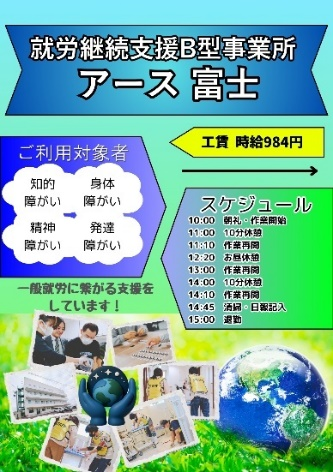 就労継続支援B型事業所
アース 富士
工賃 時給984円
ご利用対象者
知的
障がい
身体
障がい
精神
障がい
発達
障がい
一般就労に繋がる支援を
しています！
スケジュール
10:00 朝礼・作業開始
11:00 10分休憩
11:10 作業再開
12:20 お昼休憩
13:00 作業再開
14:00 10分休憩
14:10 作業再開
14:45 清掃・日報記入
15:00 退勤